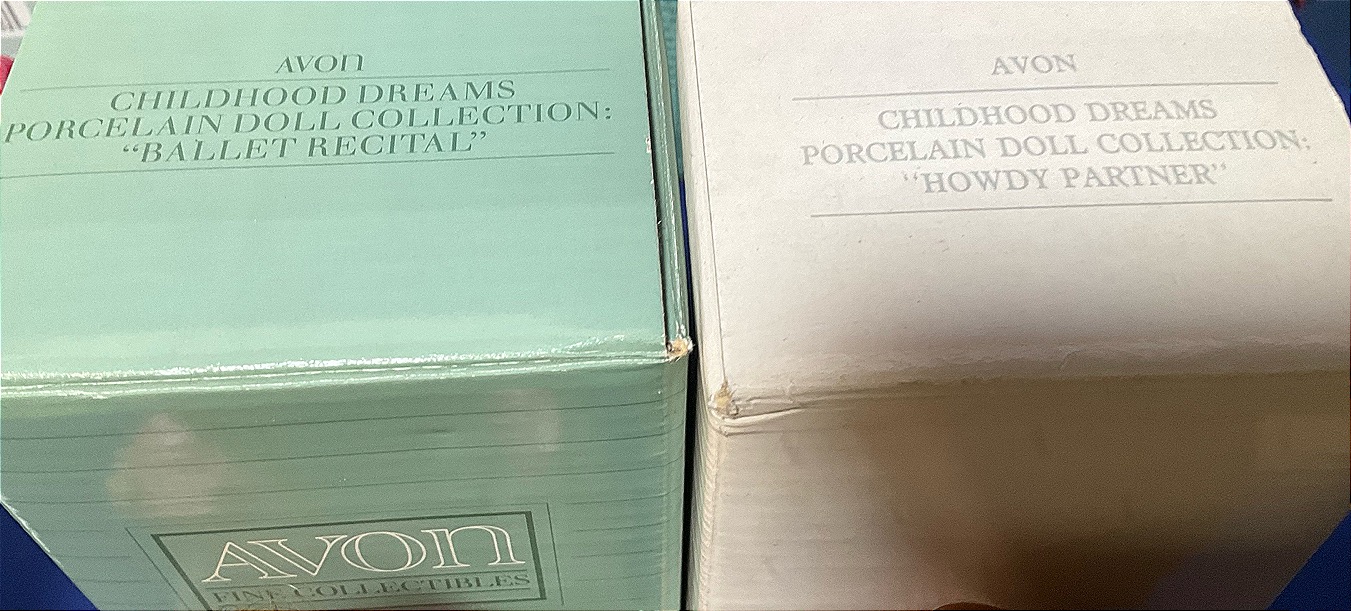 AVON
CHILDHOOD DREAMS
PORCELAIN DOLL COLLECTION:
“BALLET RECITAL”
AVON
FINE COLLECTIBLES
AVON
CHILDHOOD DREAMS
PORCELAIN DOLL COLLECTION:
“HOWDY PARTNER”